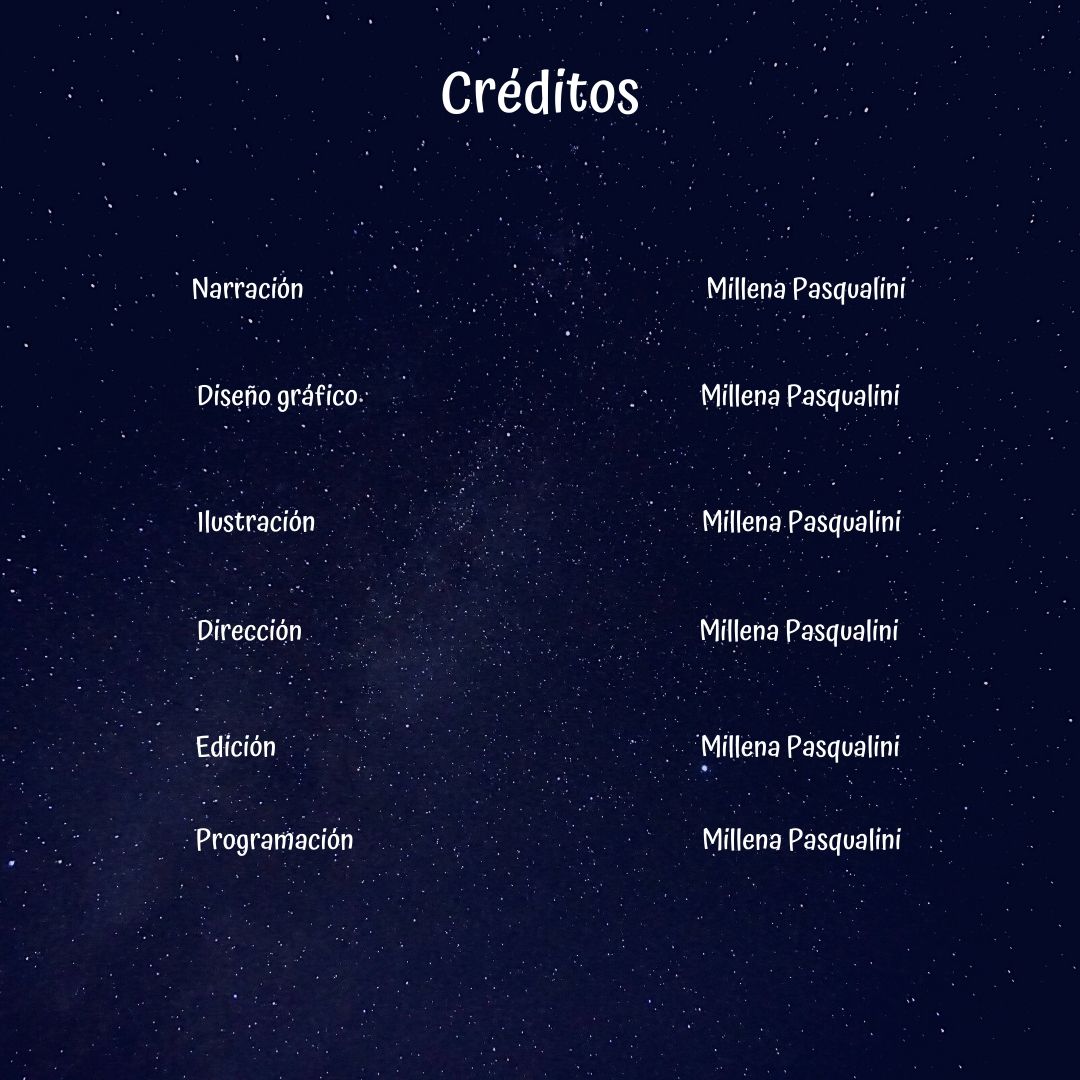 Créditos
Narración Millena Pasqualini
Diseño gráfico Millena Pasqualini
Ilustración Millena Pasqualini
Dirección Millena Pasqualini
Edición Millena Pasqualini
Programación Millena Pasqualini